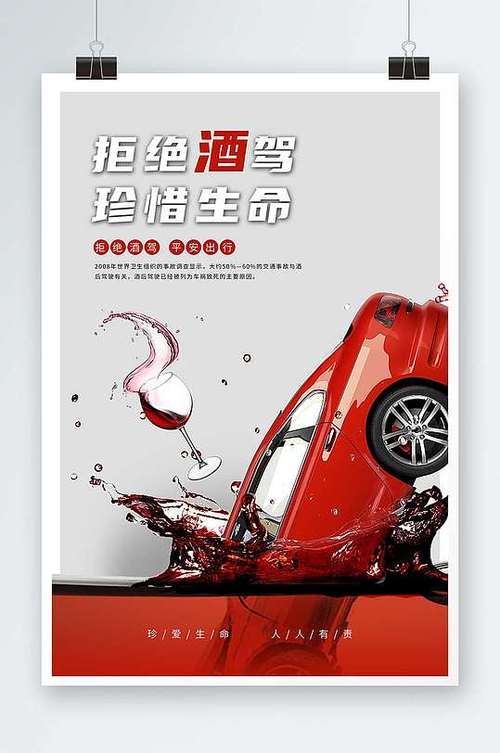 拒绝酒驾
珍惜生命
拒绝酒驾 平安出行
2008年世界卫生组织的事故调查显示，大约50%—60%的交通事故与酒
后驾驶有关，酒后驾驶已经被列为车祸致死的主要原因。
珍/爱/生/命 人/人/有/责